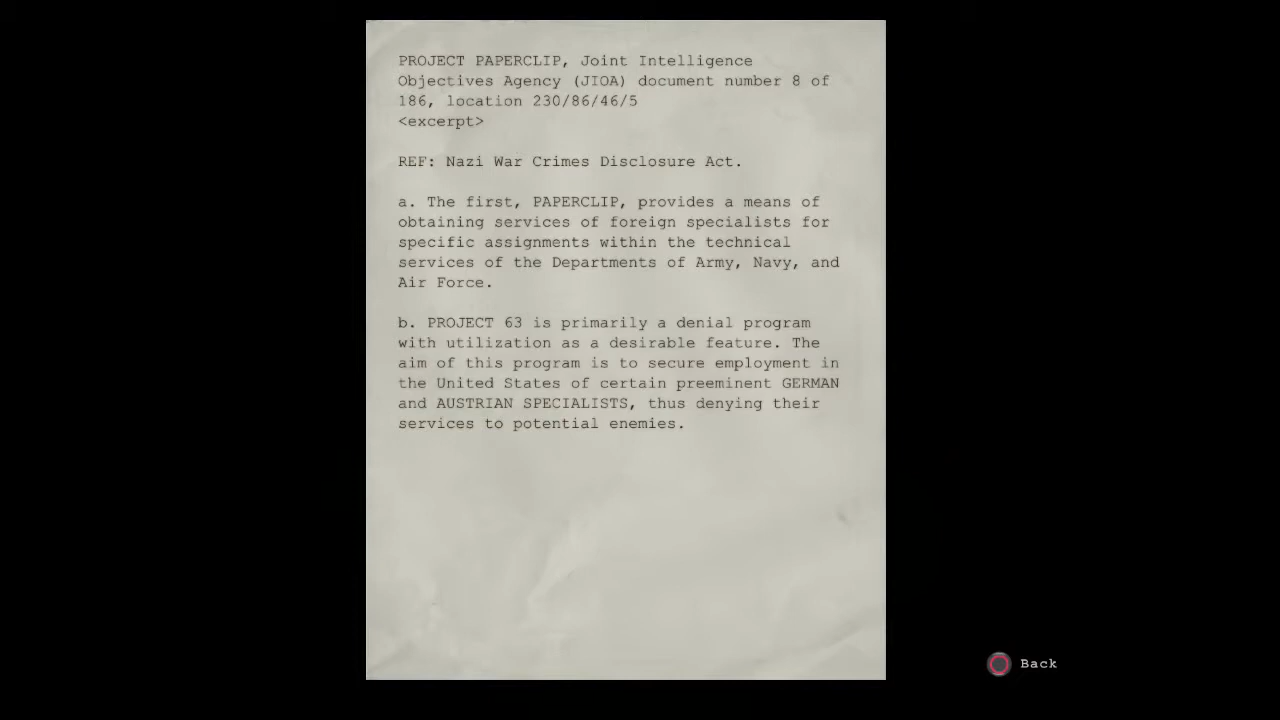 PROJECT PAPERCLIP, Joint Intelligence
Objectives Agency (JIOA) document number 8 of
186, location 230/86/46/5
<excerpt>
REF: Nazi War Crimes Disclosure Act.
a. The first, PAPERCLIP, provides a means of
obtaining services of foreign specialists for
specific assignments within the technical
services of the Departments of Army, Navy, and
Air Force.
b. PROJECT 63 is primarily a denial program
with utilization as a desirable feature. The
aim of this program is to secure employment in
the United States of certain preeminent GERMAN
and AUSTRIAN SPECIALISTS, thus denying their
services to potential enemies.
Back